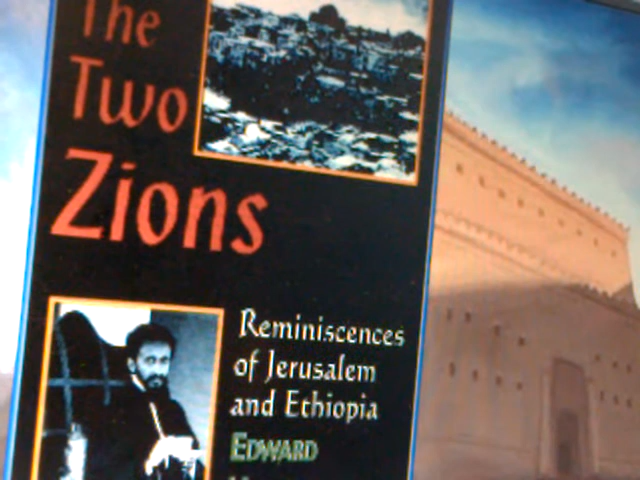 The
Two
Zions
Reminiscences
of Jerusalem
and Ethiopia
EDWARD